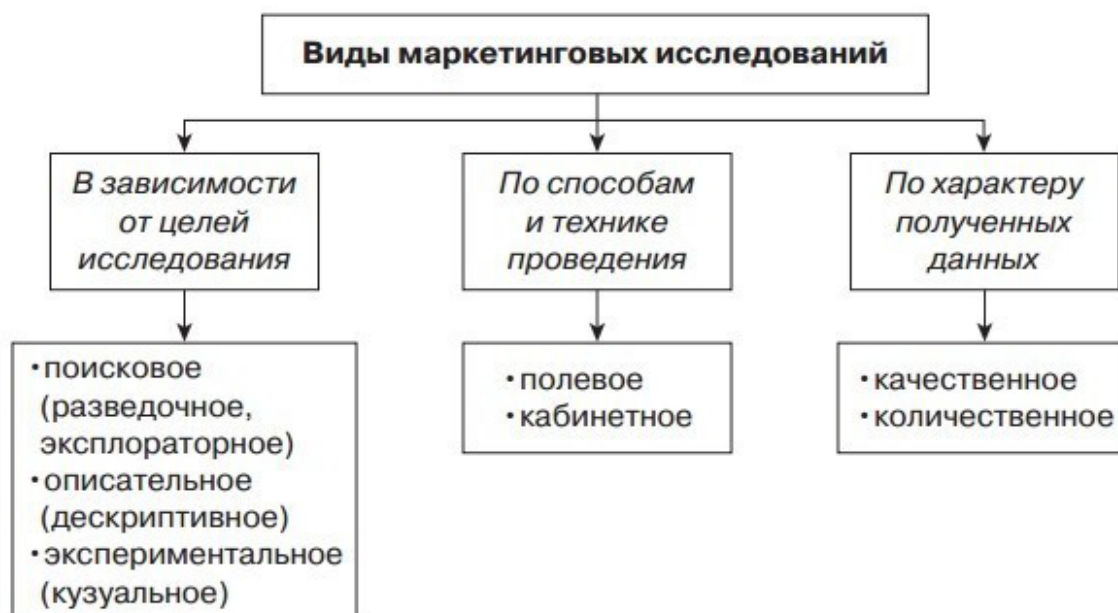 Виды маркетинговых исследований
В зависимости
от целей
исследования
По способам
и технике
проведения
По характеру
полученных
данных
·поисковое
(разведочное,
эксплораторное)
·описательное
(дескриптивное)
·экспериментальное
(кузуальное)
·полевое
·кабинетное
·качественное
·количественное